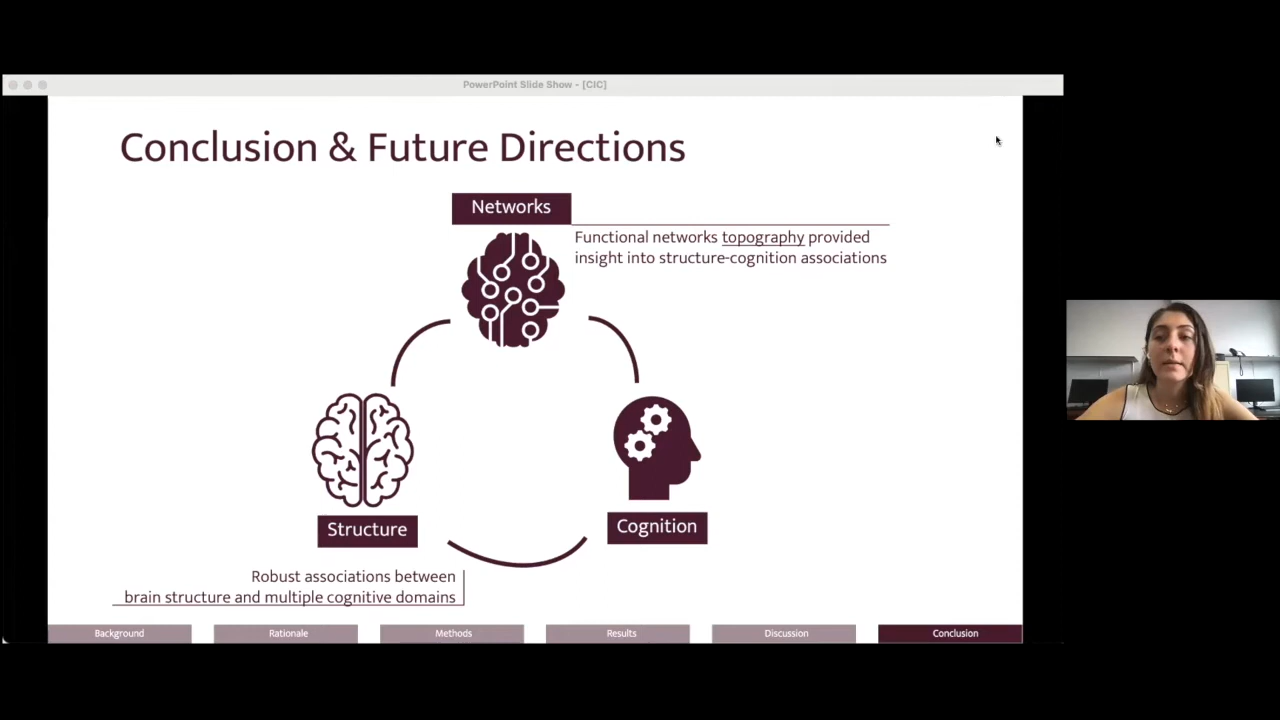 PowerPoint Slide Show - [CIC]
Conclusion & Future Directions
Networks
Functional networks topography provided
insight into structure-cognition associations
Structure
Cognition
Robust associations between
brain structure and multiple cognitive domains
Background
Rationale
Methods
Results
Discussion
Conclusion